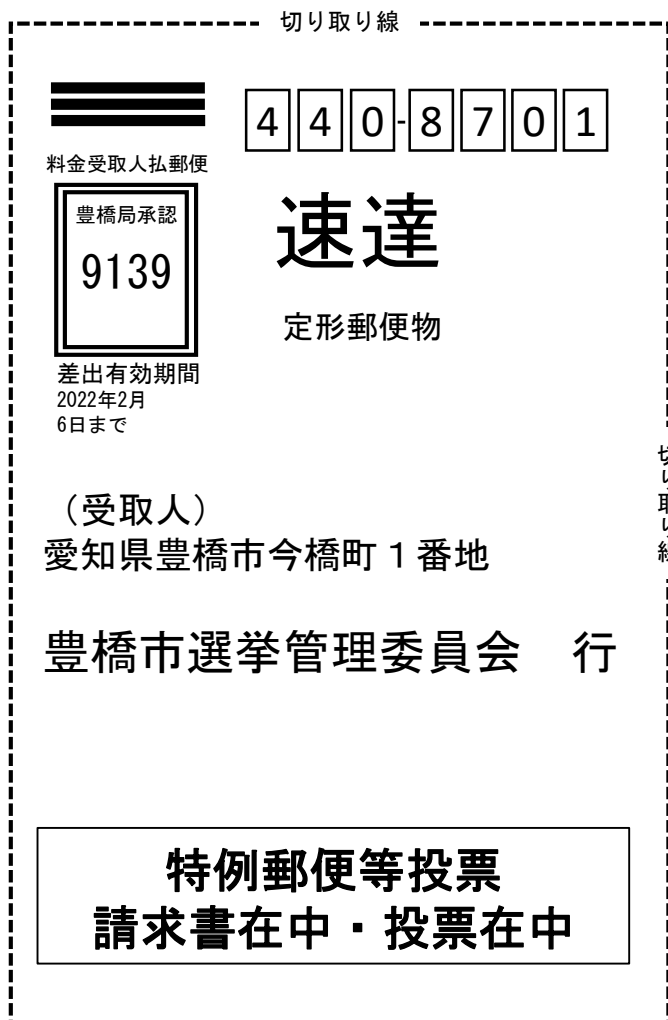 切り取り線
440-8701
料金受取人払郵便
豊橋局承認
9139
速達
定形郵便物
差出有効期間
2022年2月
6日まで
切り取り線
（受取人）
愛知県豊橋市今橋町１番地
豊橋市選挙管理委員会　行
特例郵便等投票
請求書在中・投票在中